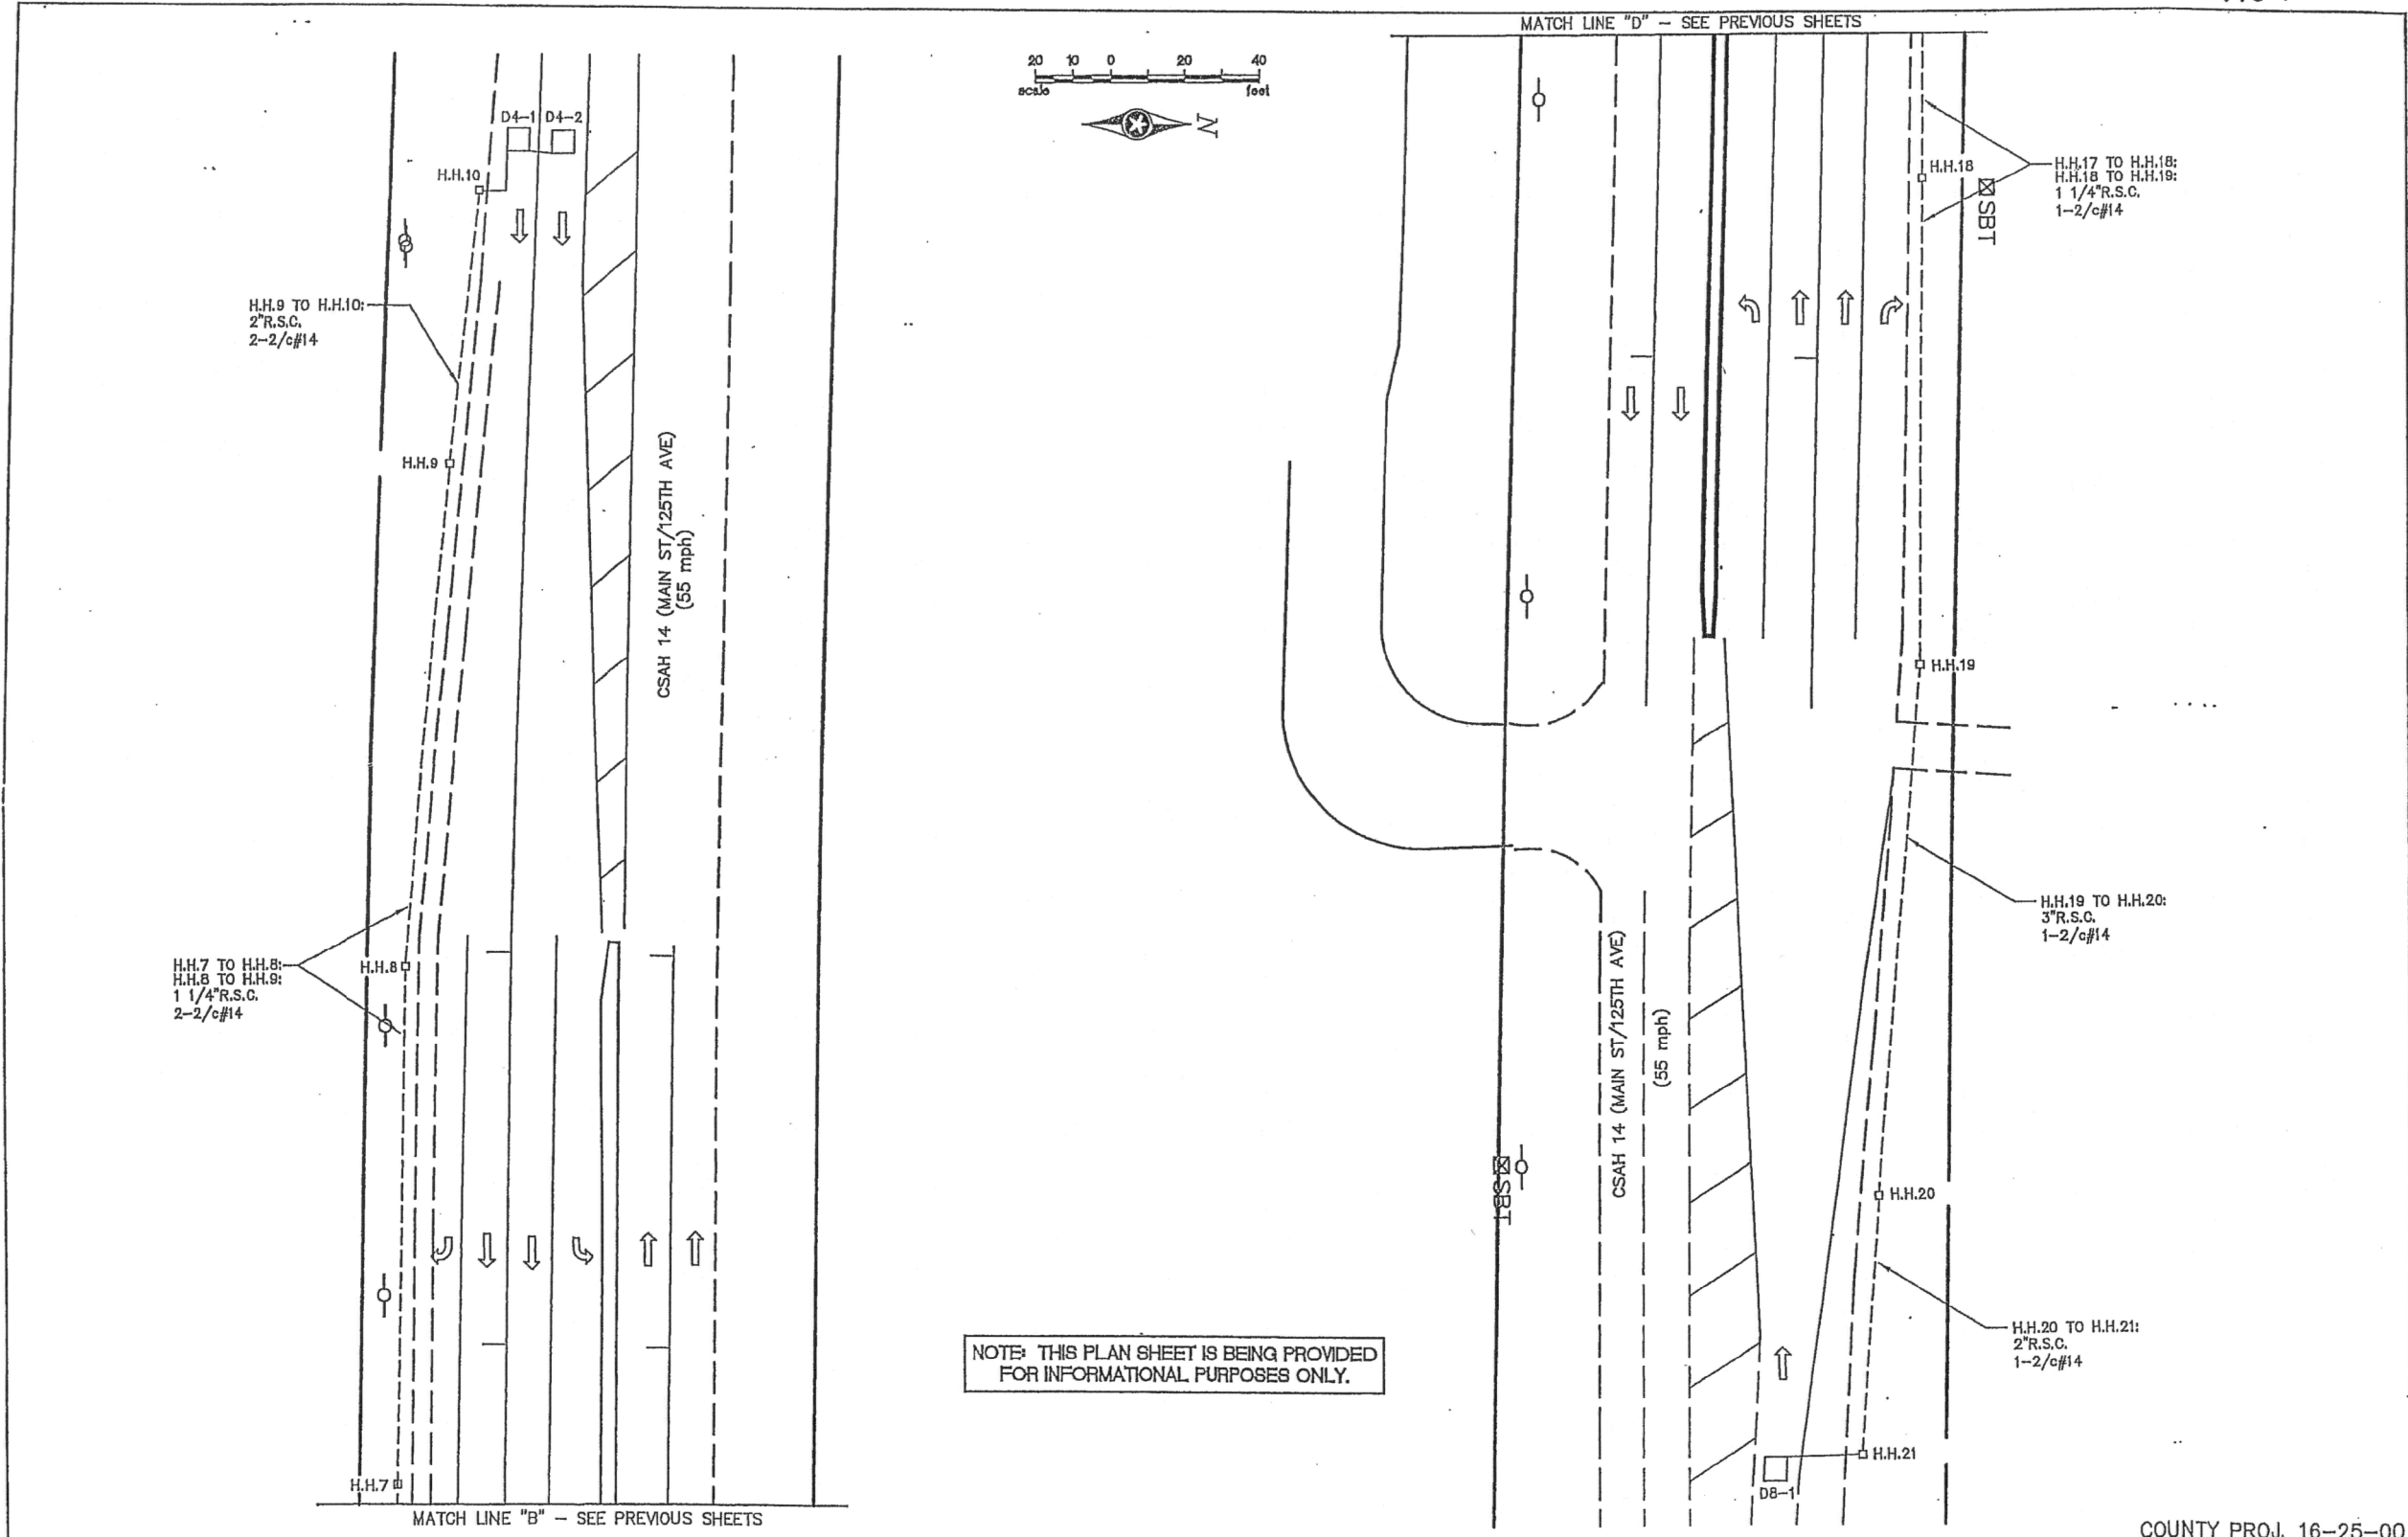 MATCH LINE "D" – SEE PREVIOUS SHEETS
20 10 0 20 40
scale feet
N
D4-1 D4-2
H.H.10
H.H.9 TO H.H.10:
2"R.S.C.
2-2/c#14
H.H.9
CSAH 14 (MAIN ST/125TH AVE)
(55 mph)
H.H.7 TO H.H.8:
H.H.8 TO H.H.9:
1 1/4"R.S.C.
2-2/c#14
H.H.8
H.H.7
MATCH LINE "B" – SEE PREVIOUS SHEETS
NOTE: THIS PLAN SHEET IS BEING PROVIDED
FOR INFORMATIONAL PURPOSES ONLY.
H.H.18
SBT
H.H.17 TO H.H.18:
H.H.18 TO H.H.19:
1 1/4"R.S.C.
1-2/c#14
H.H.19
H.H.19 TO H.H.20:
3"R.S.C.
1-2/c#14
CSAH 14 (MAIN ST/125TH AVE)
(55 mph)
SBT
H.H.20
H.H.20 TO H.H.21:
2"R.S.C.
1-2/c#14
H.H.21
D8-1
COUNTY PROJ. 16-25-00